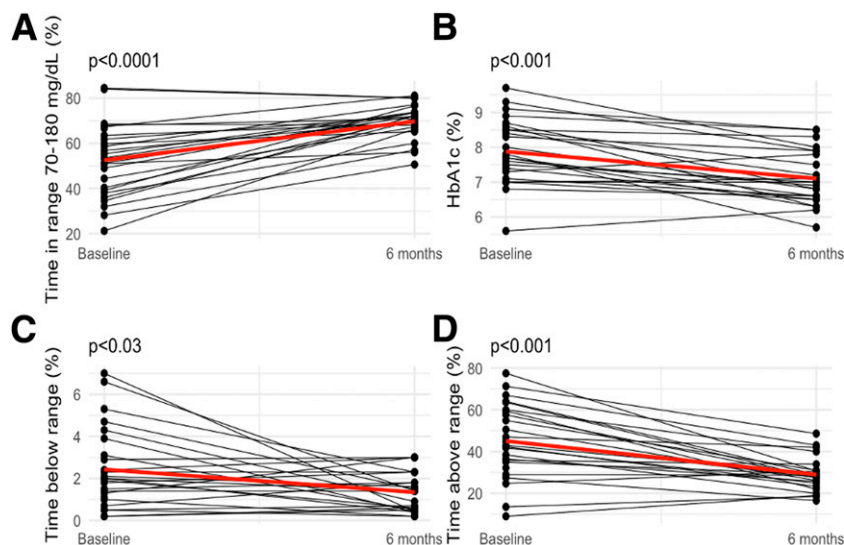 A
p<0.0001
Time in range 70-180 mg/dL (%)
80
60
40
20
Baseline
6 months
B
p<0.001
HbA1c (%)
9
8
7
6
Baseline
6 months
C
p<0.03
Time below range (%)
6
4
2
0
Baseline
6 months
D
p<0.001
Time above range (%)
80
60
40
20
Baseline
6 months